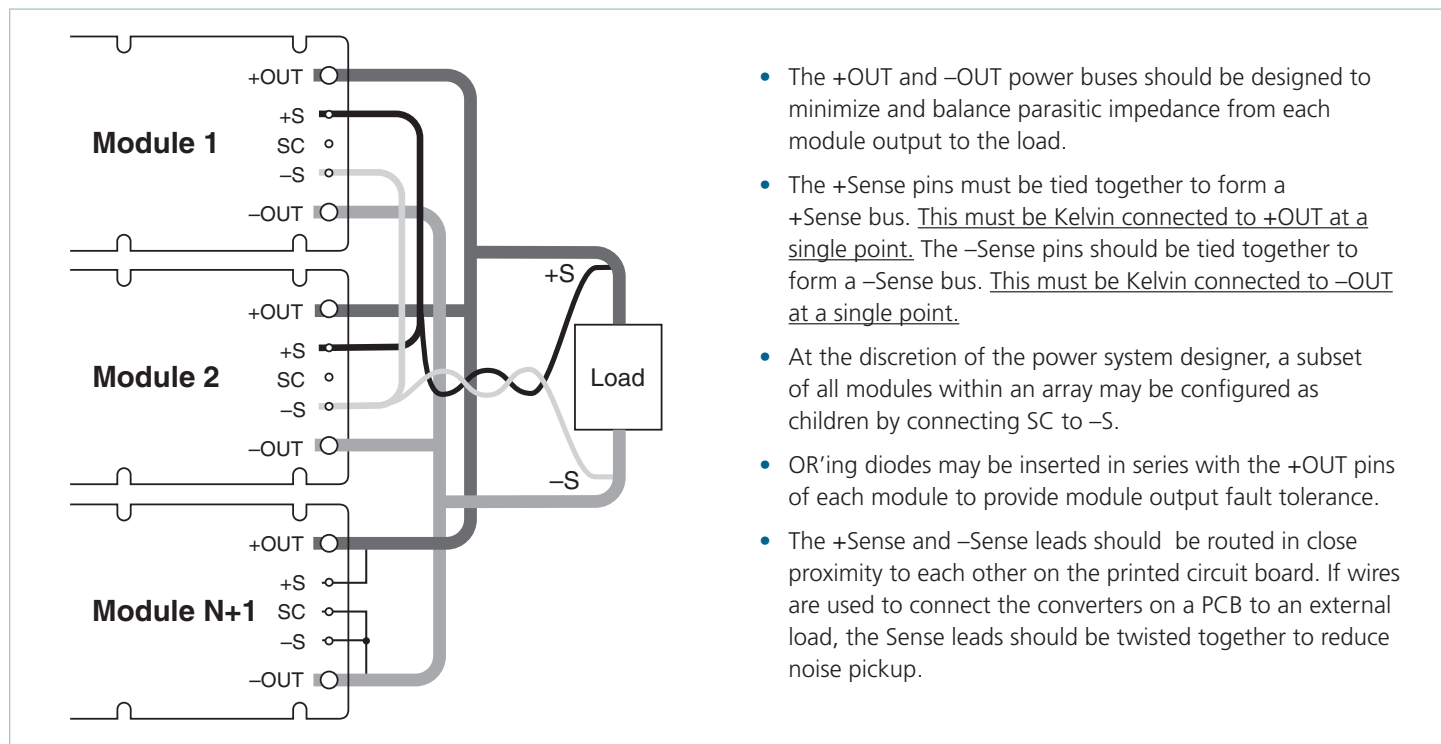 +OUT
+S
Module 1
SC
–S
–OUT
+OUT
+S
Module 2
SC
–S
–OUT
+OUT
+S
Module N+1
SC
–S
–OUT
+S
Load
–S
• The +OUT and –OUT power buses should be designed to
minimize and balance parasitic impedance from each
module output to the load.
• The +Sense pins must be tied together to form a
+Sense bus. This must be Kelvin connected to +OUT at a
single point. The –Sense pins should be tied together to
form a –Sense bus. This must be Kelvin connected to –OUT
at a single point.
• At the discretion of the power system designer, a subset
of all modules within an array may be configured as
children by connecting SC to –S.
• OR'ing diodes may be inserted in series with the +OUT pins
of each module to provide module output fault tolerance.
• The +Sense and –Sense leads should  be routed in close
proximity to each other on the printed circuit board. If wires
are used to connect the converters on a PCB to an external
load, the Sense leads should be twisted together to reduce
noise pickup.